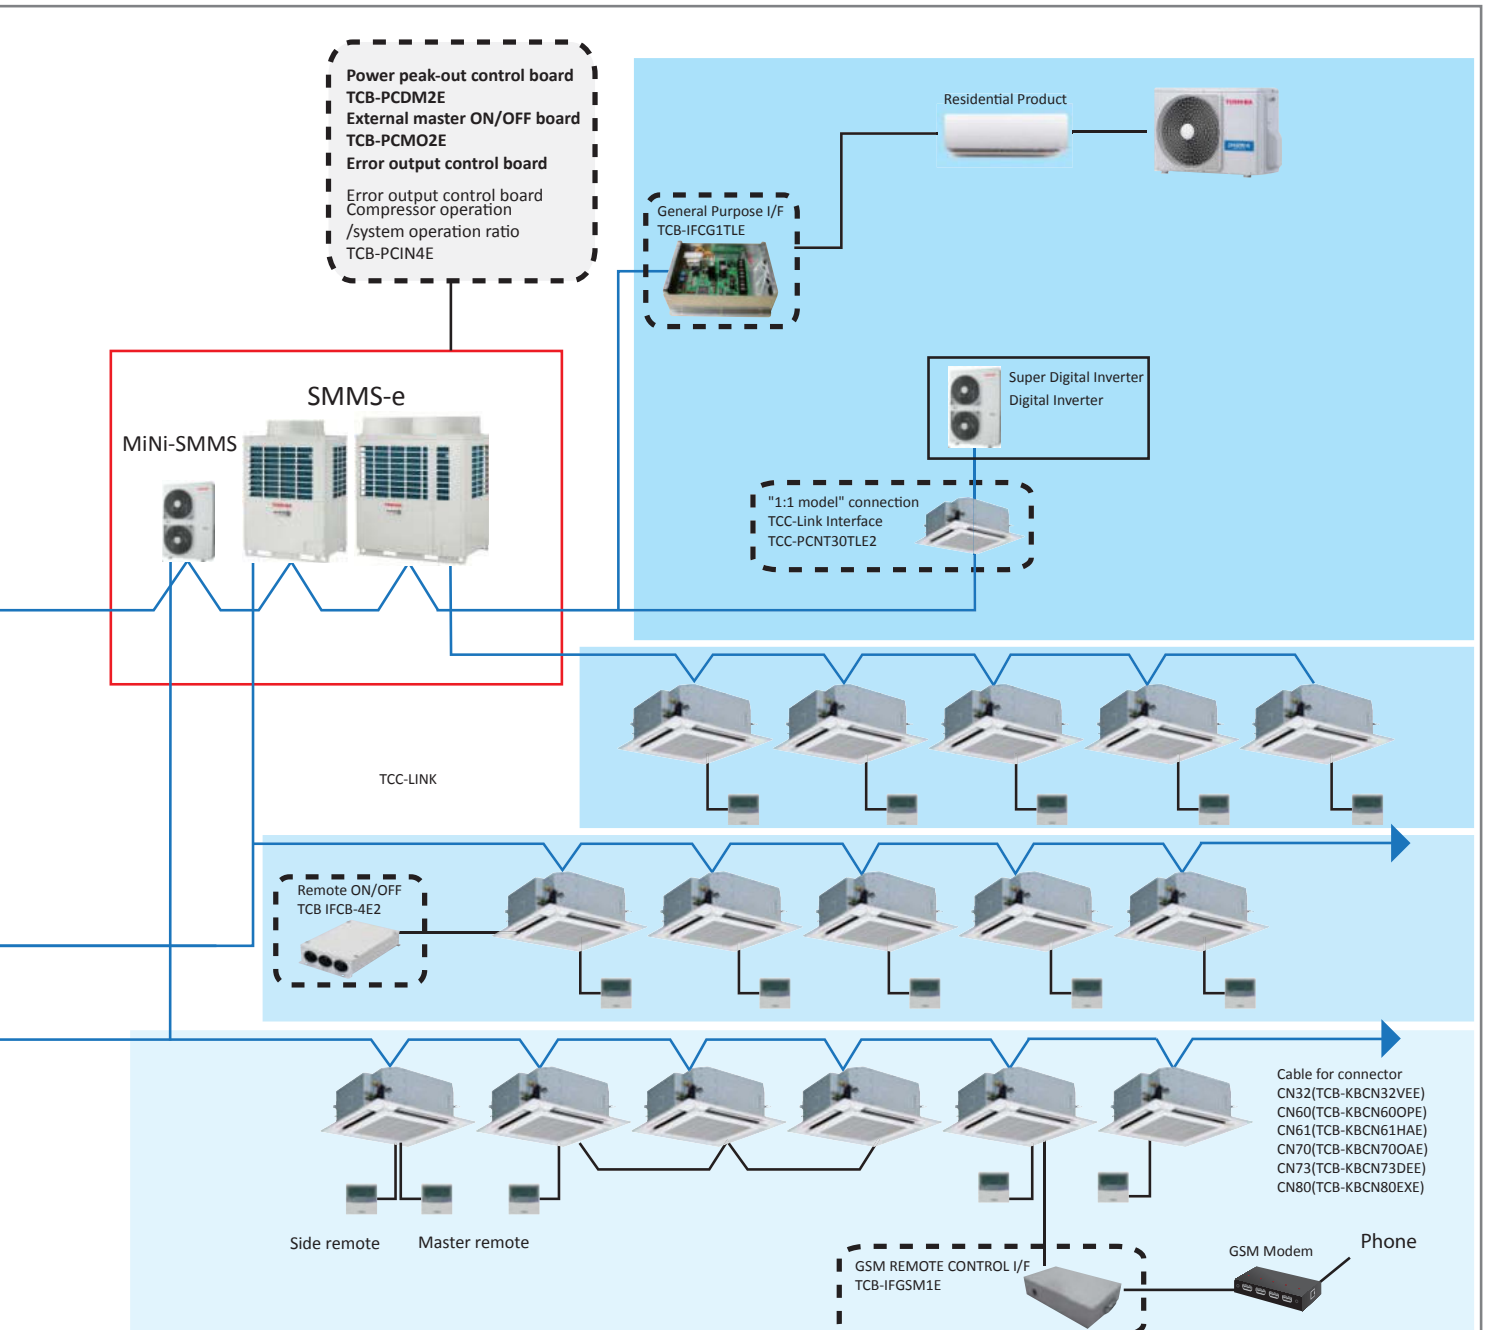 Power peak-out control board
TCB-PCDM2E
External master ON/OFF board
TCB-PCMO2E
Error output control board
Error output control board
Compressor operation
/system operation ratio
TCB-PCIN4E
Residential Product
TOSHIBA
General Purpose I/F
TCB-IFCG1TLE
SMMS-e
MiNi-SMMS
Super Digital Inverter
Digital Inverter
"1:1 model" connection
TCC-Link Interface
TCC-PCNT30TLE2
TCC-LINK
Remote ON/OFF
TCB IFCB-4E2
Cable for connector
CN32(TCB-KBCN32VEE)
CN60(TCB-KBCN60OPE)
CN61(TCB-KBCN61HAE)
CN70(TCB-KBCN70OAE)
CN73(TCB-KBCN73DEE)
CN80(TCB-KBCN80EXE)
Side remote
Master remote
GSM REMOTE CONTROL I/F
TCB-IFGSM1E
GSM Modem
Phone